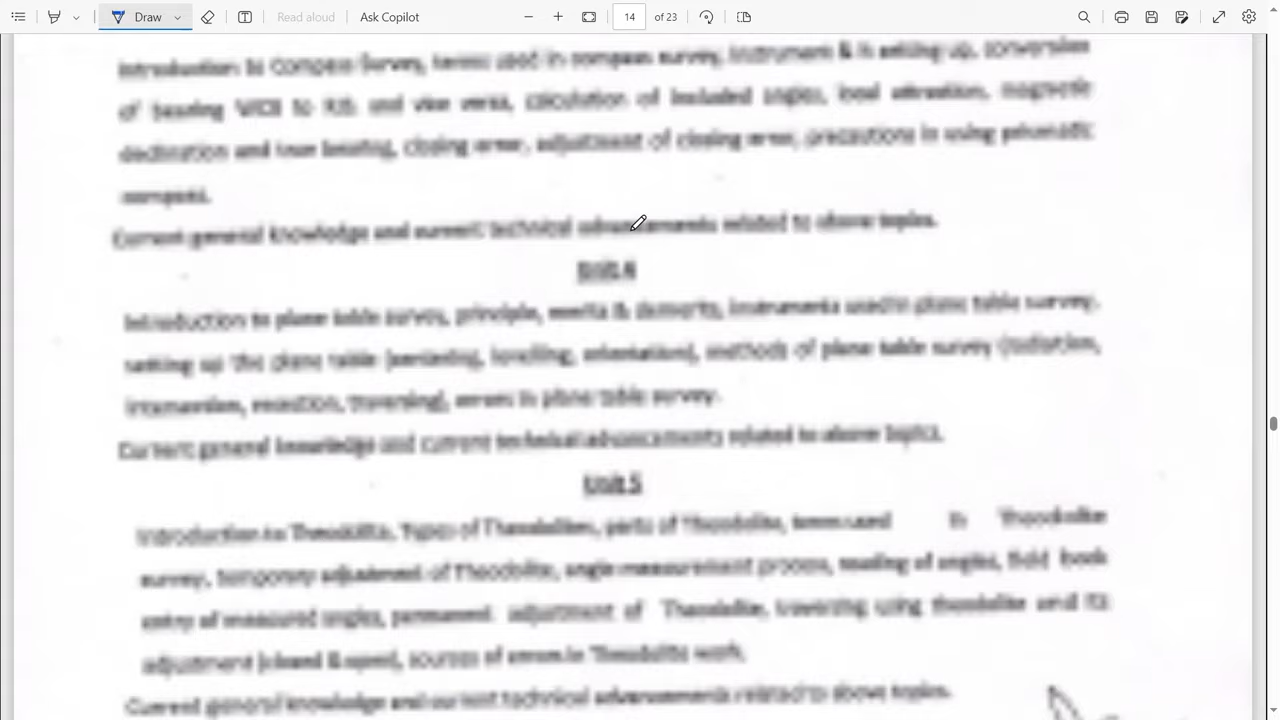 Draw
Read aloud
Ask Copilot
14 of 23
Introduction to Compass Survey, terms used in compass survey, instrument & it setting up, conversion
of bearing WCB to R.B. and vice versa, calculation of included angles, local attraction, magnetic
declination and true bearing, closing error, adjustment of closing error, precautions in using prismatic
compass.
Current general knowledge and current technical advancements related to above topics.
Unit 4
Introduction to plane table survey, principle, merits & demerits, instruments used in plane table survey,
setting up the plane table (centering, levelling, orientation), methods of plane table survey (radiation,
intersection, resection, traversing), errors in plane table survey.
Current general knowledge and current technical advancements related to above topics.
Unit 5
Introduction to Theodolite, Types of Theodolites, parts of Theodolite, terms used in Theodolite
survey, temporary adjustment of Theodolite, angle measurement process, reading of angles, field book
entry of measured angles, permanent adjustment of Theodolite, traversing using theodolite and its
adjustment (closed & open), sources of errors in Theodolite work.
Current general knowledge and current technical advancements related to above topics.